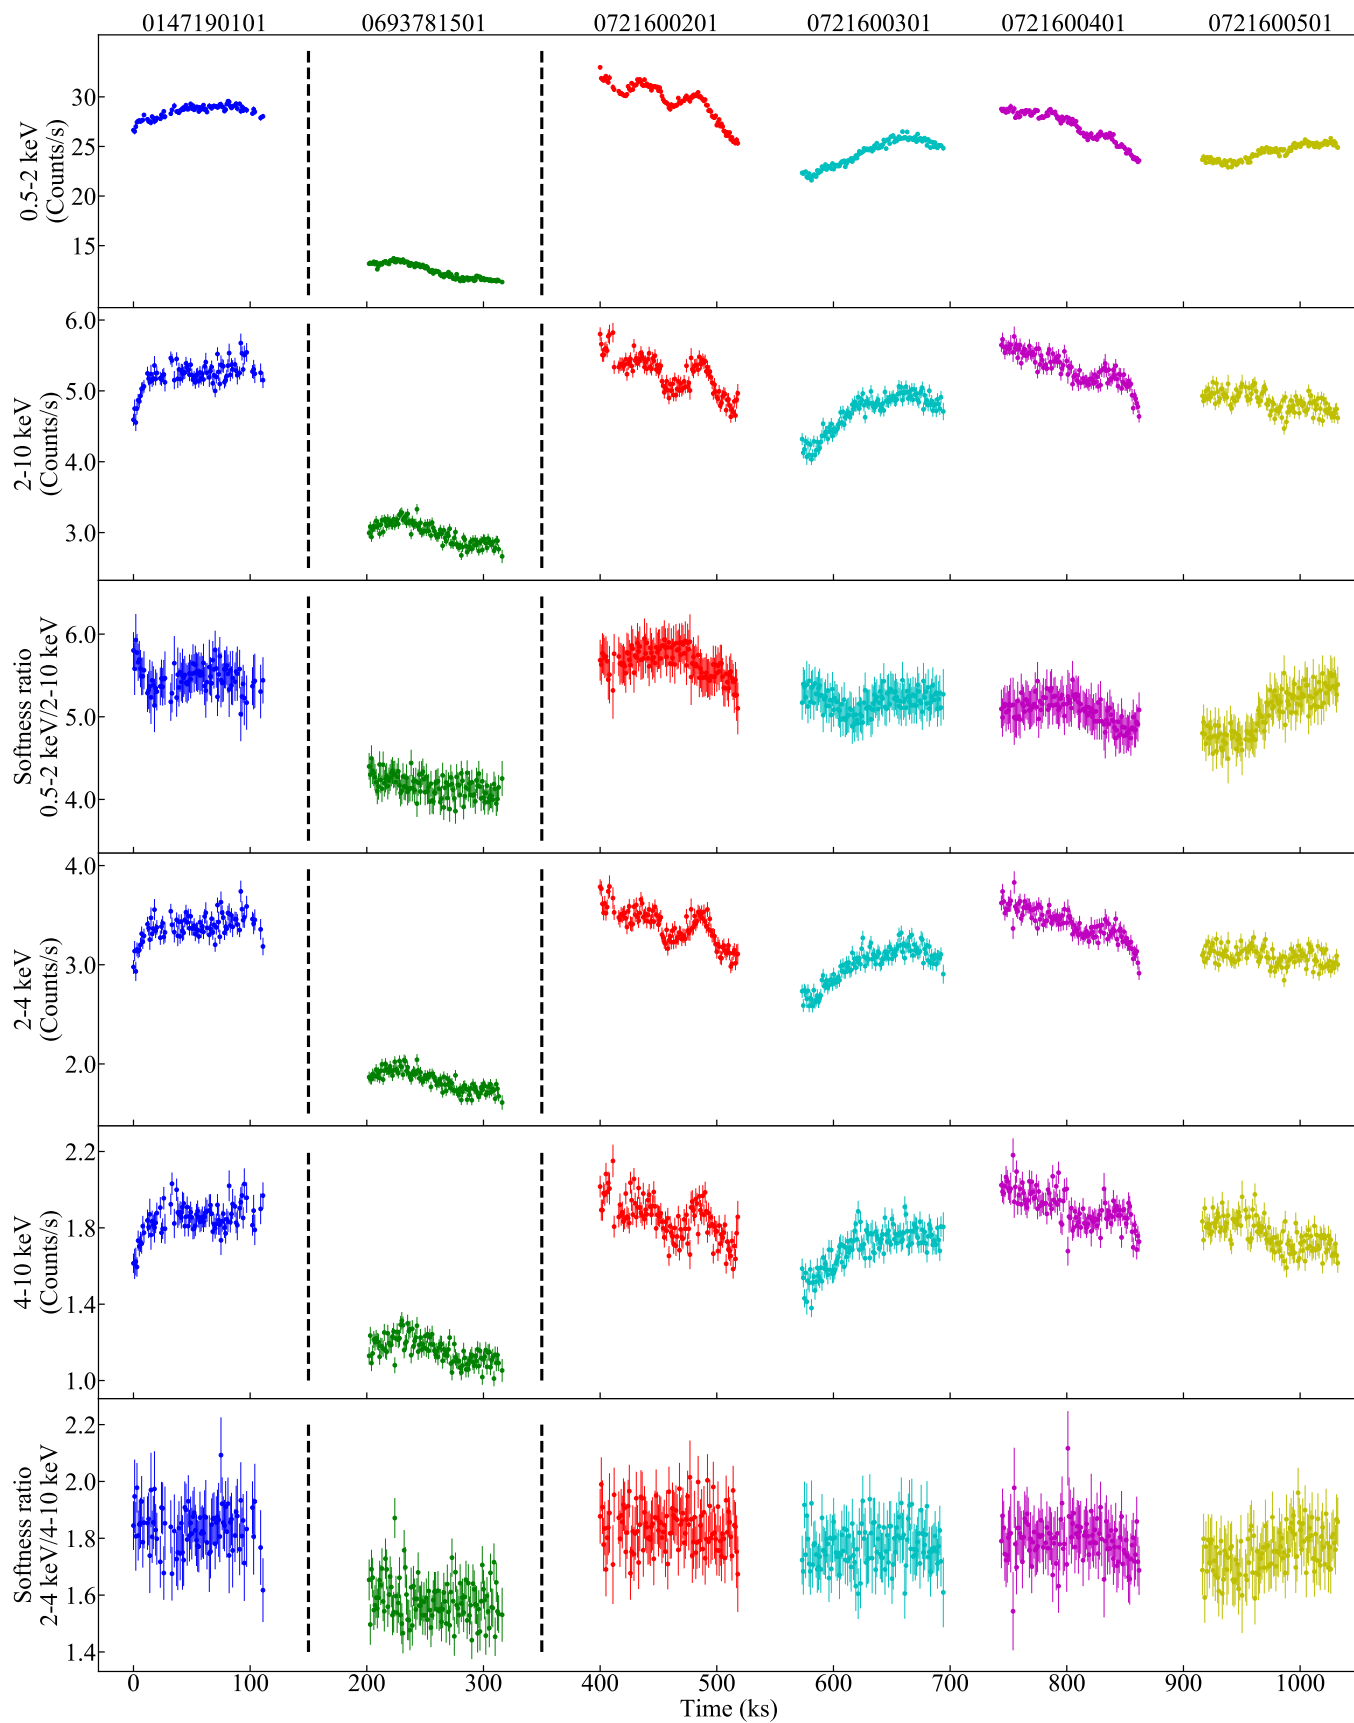 0147190101 0693781501 0721600201 0721600301 0721600401 0721600501
0.5-2 keV
(Counts/s)
30
25
20
15
2-10 keV
(Counts/s)
6.0
5.0
4.0
3.0
Softness ratio
0.5-2 keV/2-10 keV
6.0
5.0
4.0
2-4 keV
(Counts/s)
4.0
3.0
2.0
4-10 keV
(Counts/s)
2.2
1.8
1.4
1.0
Softness ratio
2-4 keV/4-10 keV
2.2
2.0
1.8
1.6
1.4
0 100 200 300 400 500 600 700 800 900 1000
Time (ks)